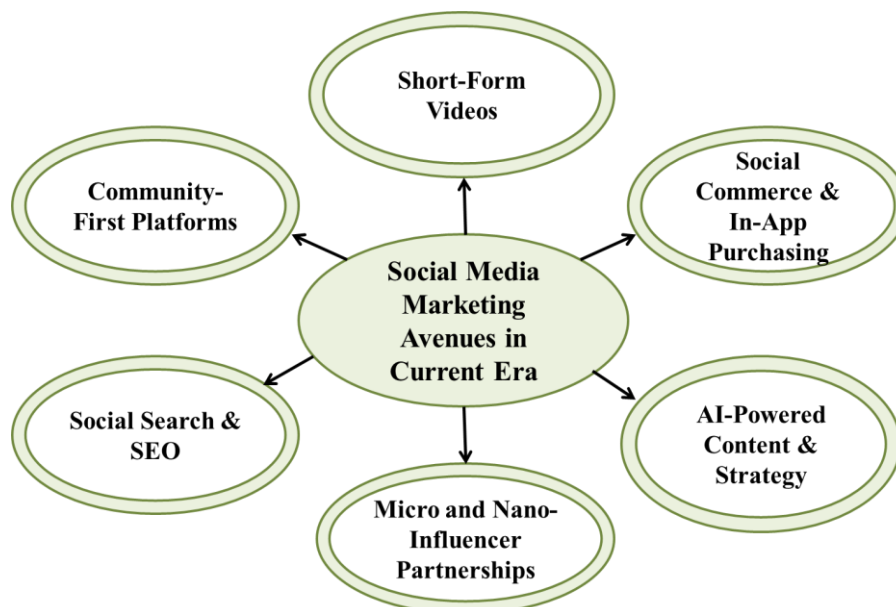 Short-Form
Videos
Community-
First Platforms
Social
Commerce &
In-App
Purchasing
Social Media
Marketing
Avenues in
Current Era
Social Search &
SEO
AI-Powered
Content &
Strategy
Micro and Nano-
Influencer
Partnerships